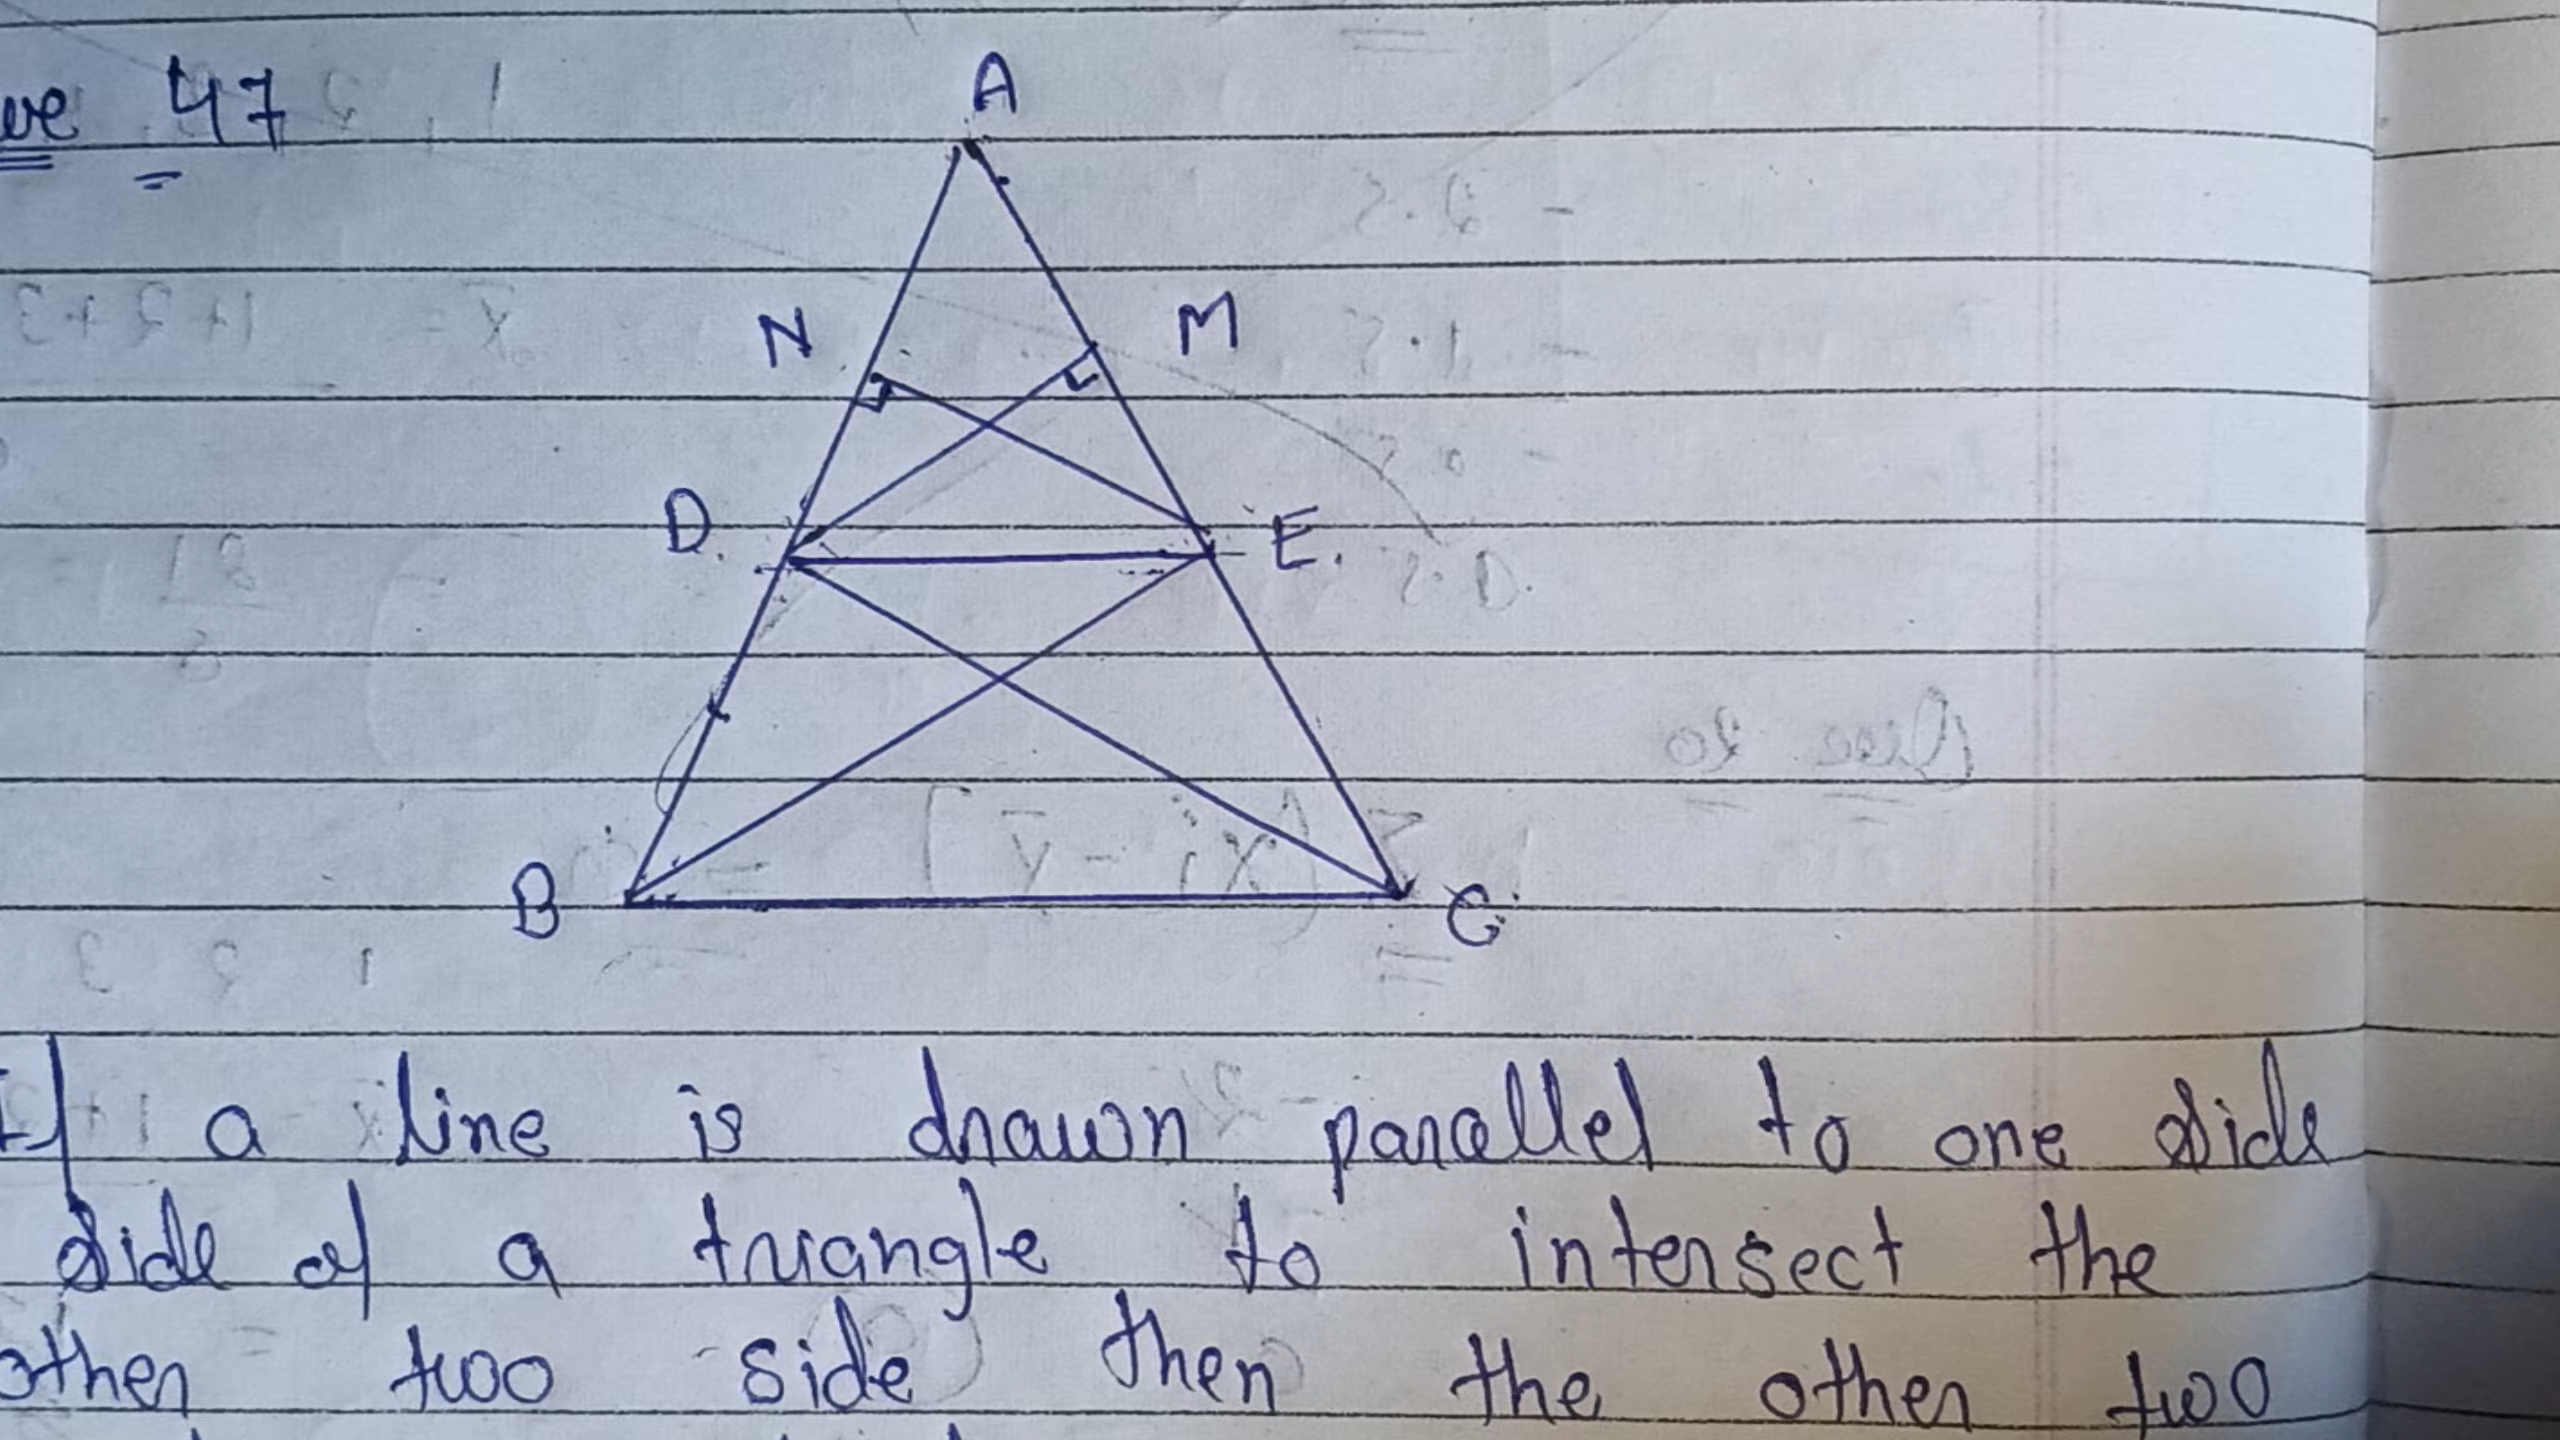 ue 47
A
N M
D. E.
B C
If a line is drawn parallel to one side
side of a triangle to intersect the
other two side then the other two